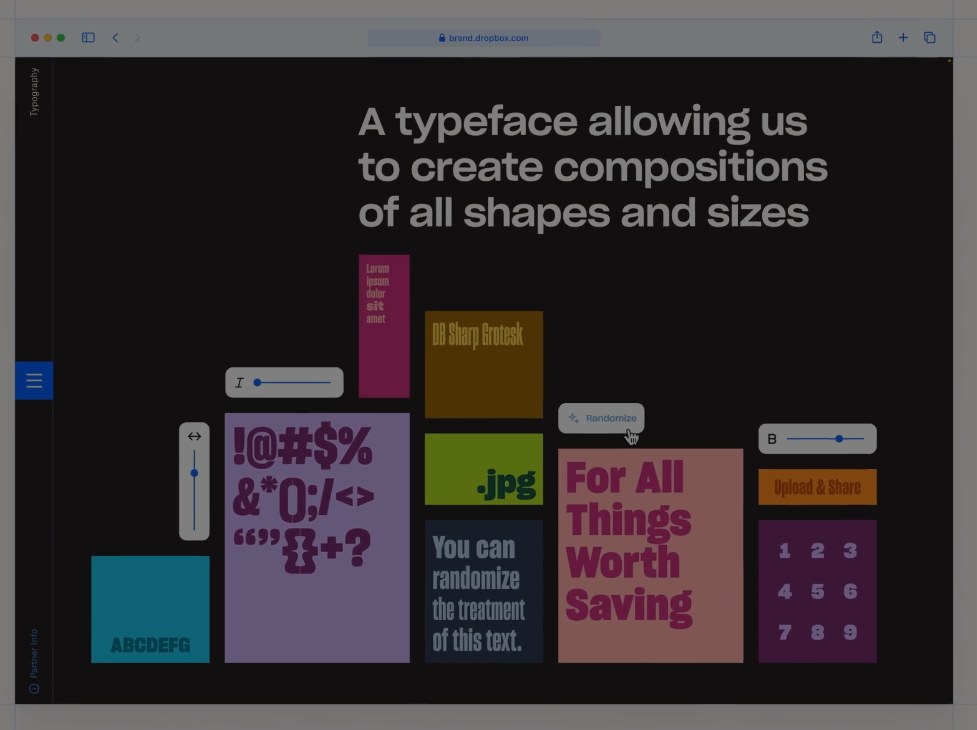 brand.dropbox.com
Typography
A typeface allowing us
to create compositions
of all shapes and sizes
Lorum
ipsum
dolor
sit
amet
DB Sharp Grotesk
I
Randomize
B
!@#$%
&*();/<>
“”{}+?
.jpg
For All
Things
Worth
Saving
Upload & Share
You can
randomize
the treatment
of this text.
1 2 3
4 5 6
7 8 9
ABCDEFG
Partner Info